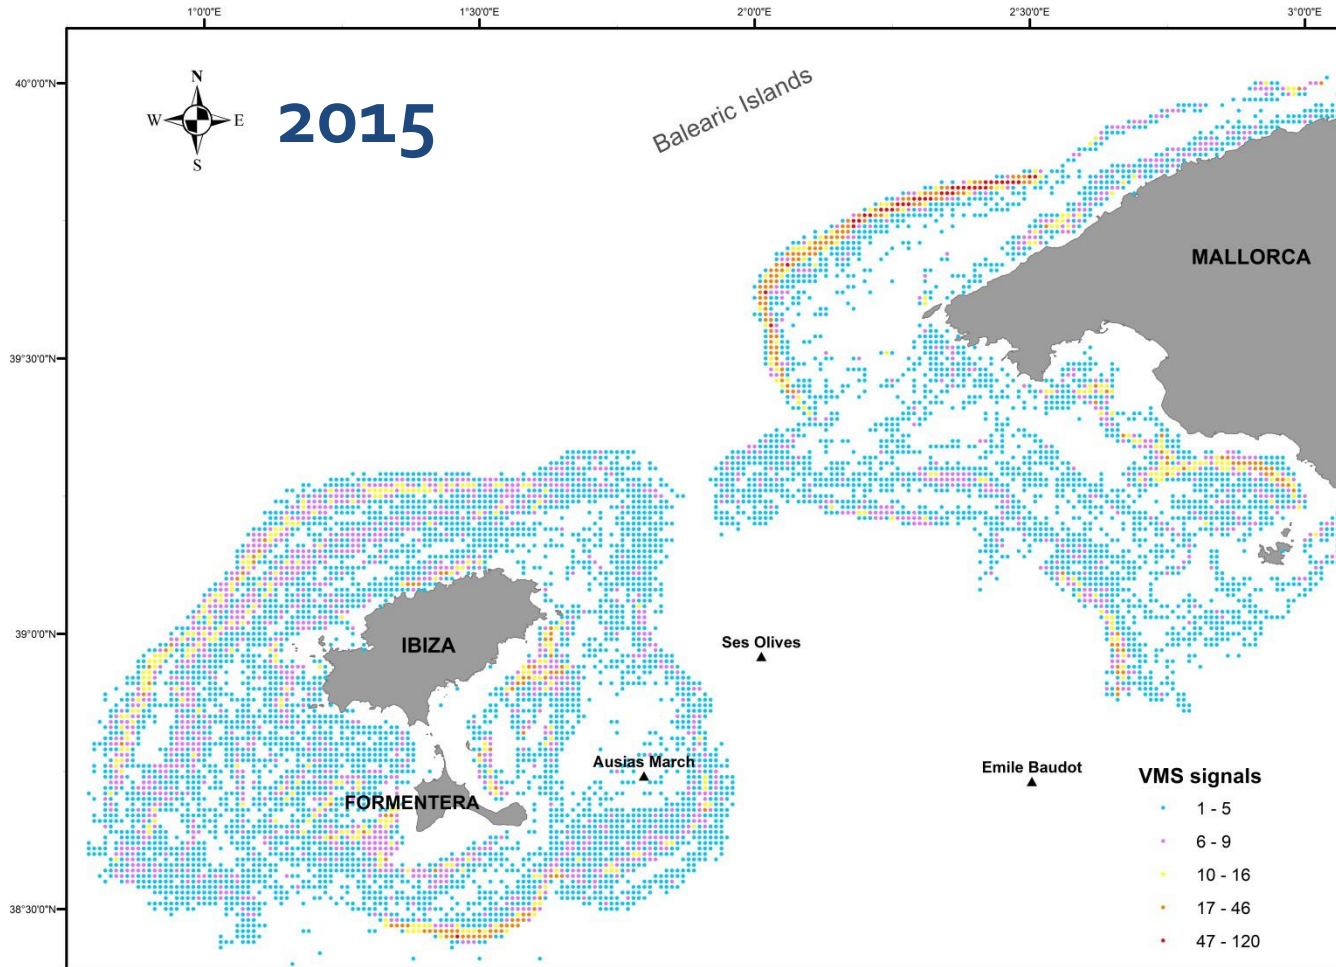 1°0'0"E 1°30'0"E 2°0'0"E 2°30'0"E 3°0'0"E
40°0'0"N
N
W E
S
2015
Balearic Islands
MALLORCA
39°30'0"N
39°0'0"N
IBIZA
Ses Olives
Ausias March
Emile Baudot
FORMENTERA
VMS signals
1 - 5
6 - 9
10 - 16
17 - 46
47 - 120
38°30'0"N